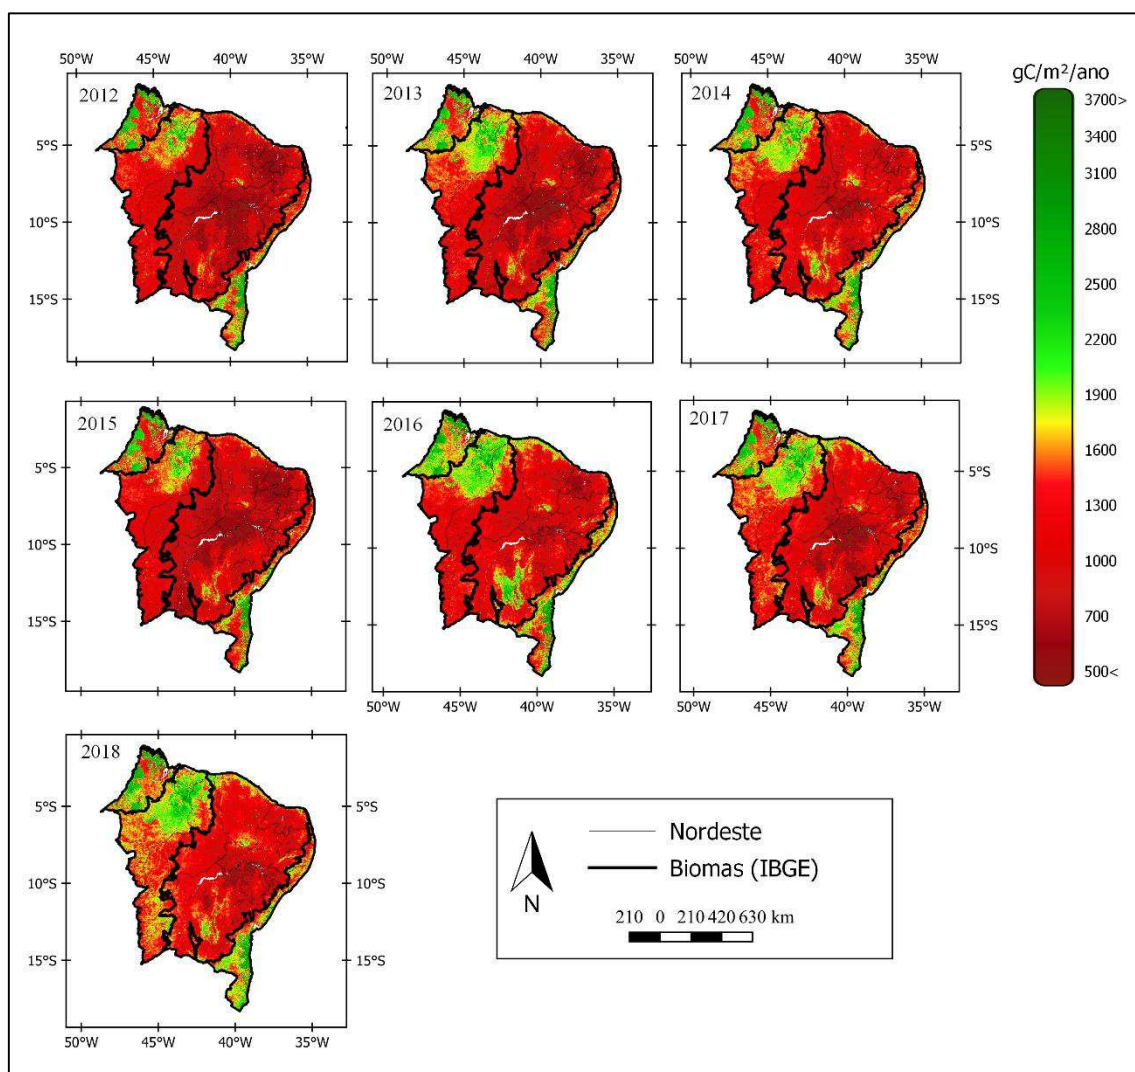 50°W 45°W 40°W 35°W 50°W 45°W 40°W 35°W 50°W 45°W 40°W 35°W
gC/m²/ano
2012 2013 2014
5°S 5°S
10°S 10°S
15°S 15°S
2015 2016 2017
5°S 5°S
10°S 10°S
15°S 15°S
50°W 45°W 40°W 35°W 50°W 45°W 40°W 35°W
2018
5°S 5°S
10°S 10°S
15°S 15°S
50°W 45°W 40°W 35°W
3700>
3400
3100
2800
2500
2200
1900
1600
1300
1000
700
500<
Nordeste
Biomas (IBGE)
N
210 0 210 420 630 km